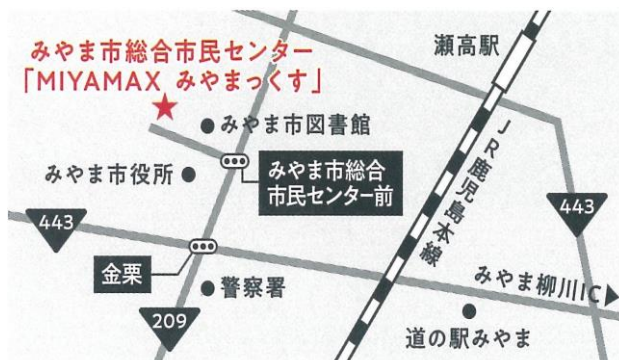 みやま市総合市民センター
「MIYAMAX みやまっくす」
瀬高駅
みやま市図書館
みやま市役所
みやま市総合
市民センター前
JR鹿児島本線
443
443
金栗
警察署
みやま柳川IC
209
道の駅みやま